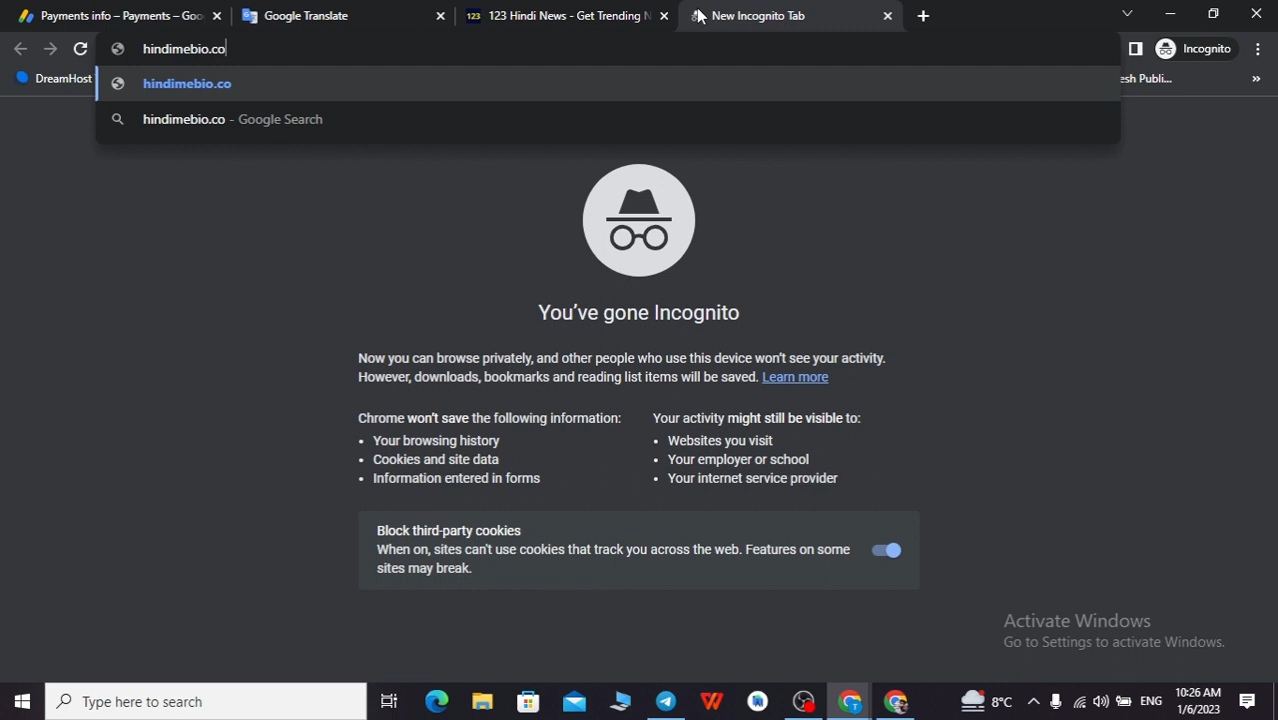 Payments info – Payments – Goo
Google Translate
123 Hindi News - Get Trending N
New Incognito Tab
hindimebio.co
Incognito
DreamHost
hindimebio.co
esh Publi...
»
hindimebio.co - Google Search
You've gone Incognito
Now you can browse privately, and other people who use this device won't see your activity.
However, downloads, bookmarks and reading list items will be saved. Learn more
Chrome won't save the following information:
• Your browsing history
• Cookies and site data
• Information entered in forms
Your activity might still be visible to:
• Websites you visit
• Your employer or school
• Your internet service provider
Block third-party cookies
When on, sites can't use cookies that track you across the web. Features on some
sites may break.
Activate Windows
Go to Settings to activate Windows.
Type here to search
8°C
ENG
10:26 AM
1/6/2023